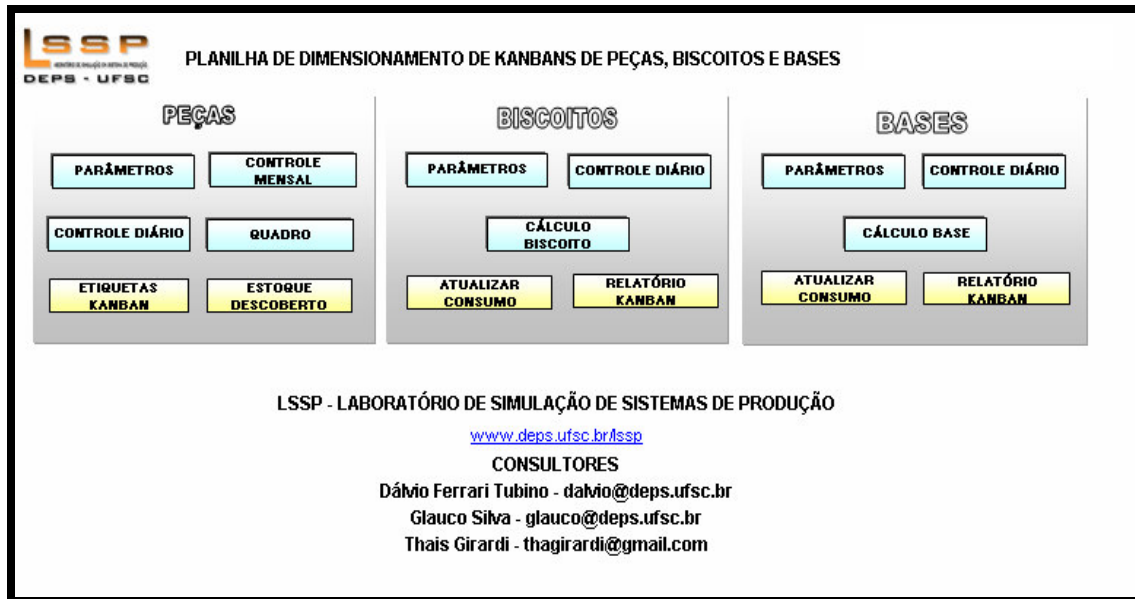 LSSP
DEPS - UFSC
PLANILHA DE DIMENSIONAMENTO DE KANBANS DE PEÇAS, BISCOITOS E BASES
PEÇAS
PARÂMETROS
CONTROLE
MENSAL
CONTROLE DIÁRIO
QUADRO
ETIQUETAS
KANBAN
ESTOQUE
DESCOBERTO
BISCOITOS
PARÂMETROS
CONTROLE DIÁRIO
CÁLCULO
BISCOITO
ATUALIZAR
CONSUMO
RELATÓRIO
KANBAN
BASES
PARÂMETROS
CONTROLE DIÁRIO
CÁLCULO BASE
ATUALIZAR
CONSUMO
RELATÓRIO
KANBAN
LSSP - LABORATÓRIO DE SIMULAÇÃO DE SISTEMAS DE PRODUÇÃO
www.deps.ufsc.br/lssp
CONSULTORES
Dálvio Ferrari Tubino - dalvio@deps.ufsc.br
Glauco Silva - glauco@deps.ufsc.br
Thais Girardi - thagirardi@gmail.com